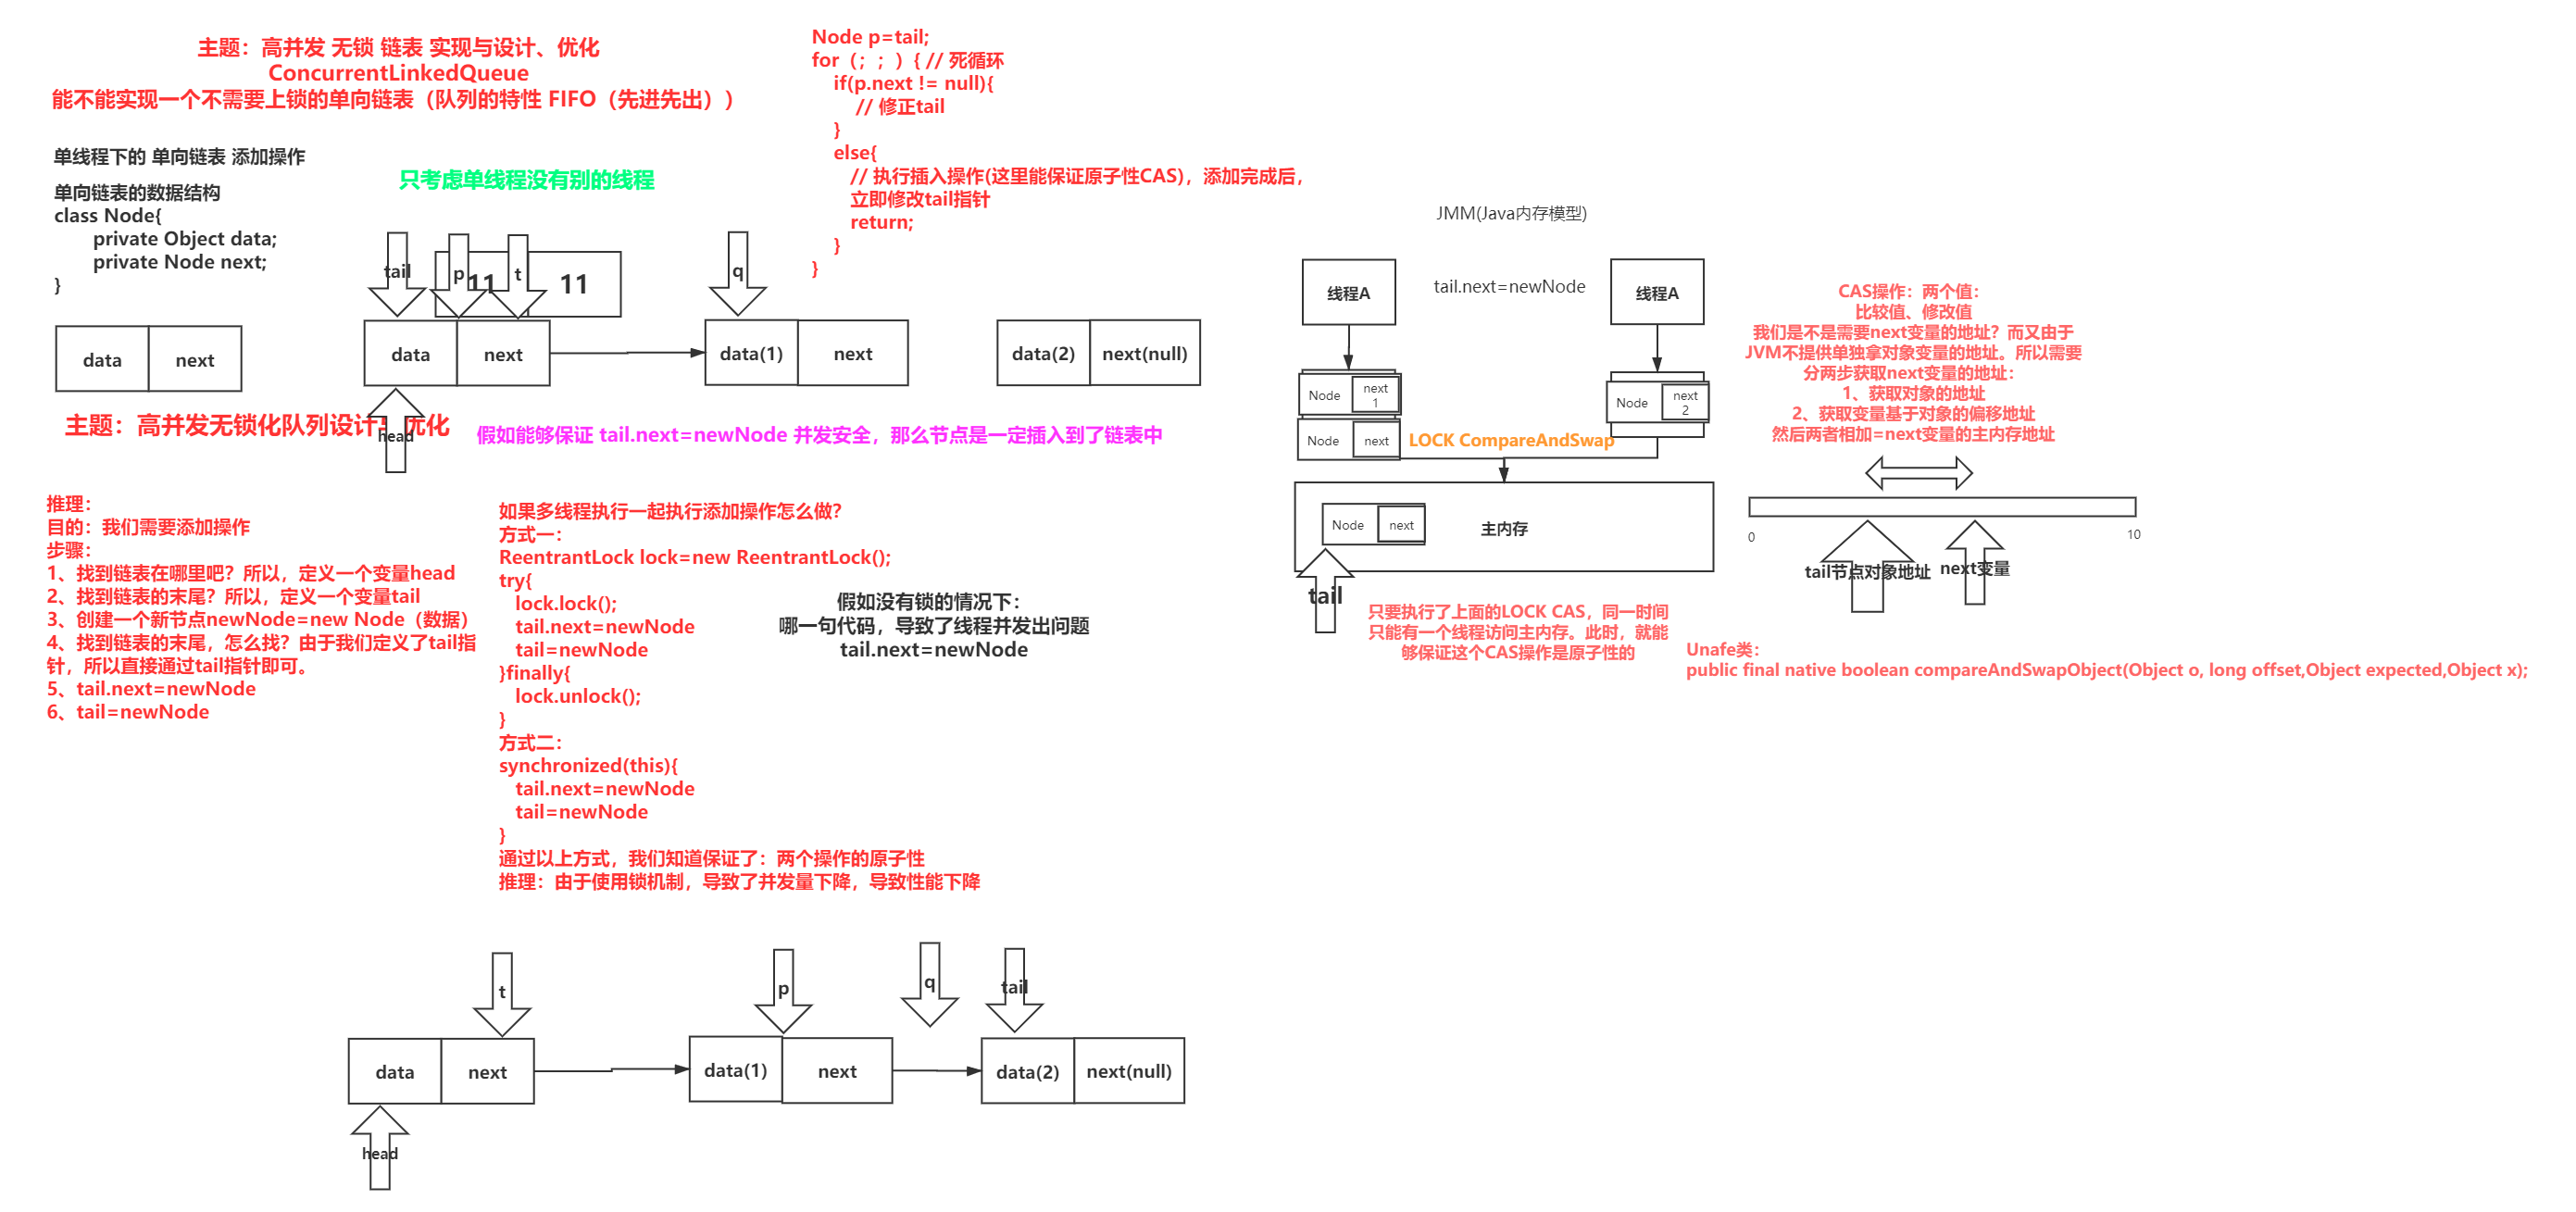 主题：高并发 无锁 链表 实现与设计、优化
ConcurrentLinkedQueue
能不能实现一个不需要上锁的单向链表（队列的特性 FIFO（先进先出））
单线程下的 单向链表 添加操作
单向链表的数据结构
class Node{
private Object data;
private Node next;
}
只考虑单线程没有别的线程
Node p=tail;
for（；；）{ // 死循环
if(p.next != null){
// 修正tail
}
else{
// 执行插入操作(这里能保证原子性CAS)，添加完成后，
立即修改tail指针
return;
}
}
tail
p
11
t
11
q
data
next
data
next
data(1)
next
data(2)
next(null)
head
主题：高并发无锁化队列设计与优化
假如能够保证 tail.next=newNode 并发安全，那么节点是一定插入到了链表中
推理：
目的：我们需要添加操作
步骤：
1、找到链表在哪里吧？所以，定义一个变量head
2、找到链表的末尾？所以，定义一个变量tail
3、创建一个新节点newNode=new Node（数据）
4、找到链表的末尾，怎么找？由于我们定义了tail指
针，所以直接通过tail指针即可。
5、tail.next=newNode
6、tail=newNode
如果多线程执行一起执行添加操作怎么做？
方式一：
ReentrantLock lock=new ReentrantLock();
try{
lock.lock();
tail.next=newNode
tail=newNode
}finally{
lock.unlock();
}
方式二：
synchronized(this){
tail.next=newNode
tail=newNode
}
通过以上方式，我们知道保证了：两个操作的原子性
推理：由于使用锁机制，导致了并发量下降，导致性能下降
假如没有锁的情况下：
哪一句代码，导致了线程并发出问题
tail.next=newNode
JMM(Java内存模型)
线程A
tail.next=newNode
线程A
Node
next
1
Node
next
Node
next
2
LOCK CompareAndSwap
Node
next
主内存
tail
只要执行了上面的LOCK CAS，同一时间
只能有一个线程访问主内存。此时，就能
够保证这个CAS操作是原子性的
CAS操作：两个值：
比较值、修改值
我们是不是需要next变量的地址？而又由于
JVM不提供单独拿对象变量的地址。所以需要
分两步获取next变量的地址：
1、获取对象的地址
2、获取变量基于对象的偏移地址
然后两者相加=next变量的主内存地址
0
10
tail节点对象地址
next变量
Unafe类：
public final native boolean compareAndSwapObject(Object o, long offset,Object expected,Object x);
t
p
q
tail
data
next
data(1)
next
data(2)
next(null)
head